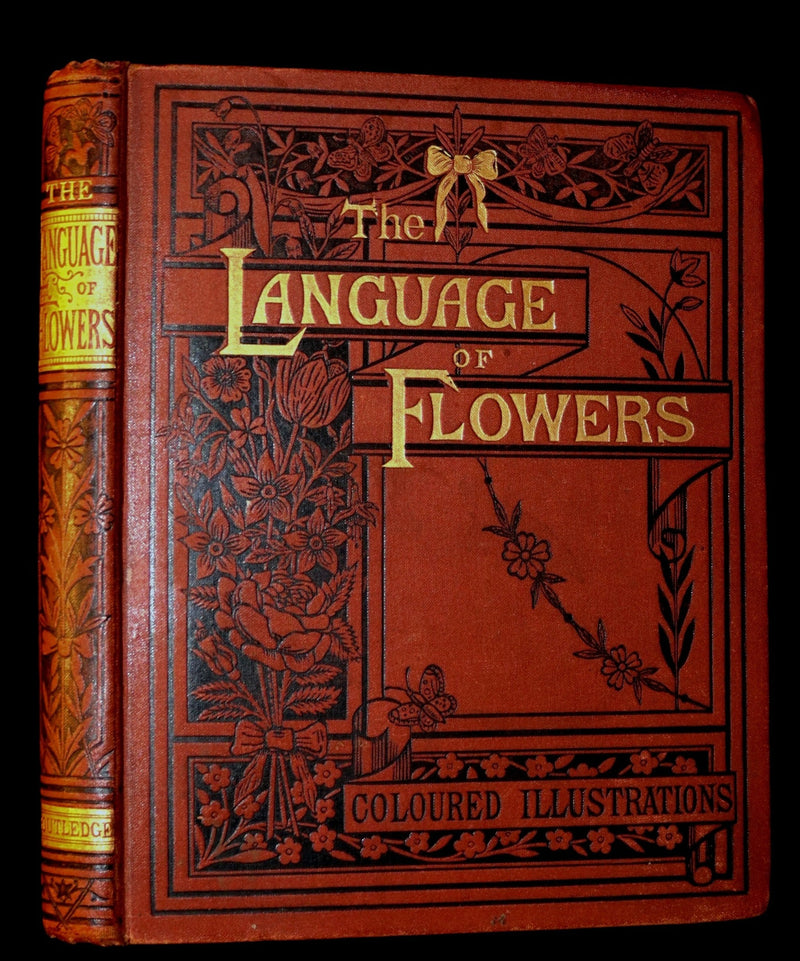 The
LANGUAGE
OF
FLOWERS
COLOURED ILLUSTRATIONS
THE
LANGUAGE
OF
FLOWERS
ROUTLEDGE